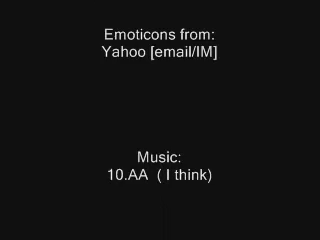 Emoticons from:
Yahoo [email/IM]
Music:
10.AA ( I think)